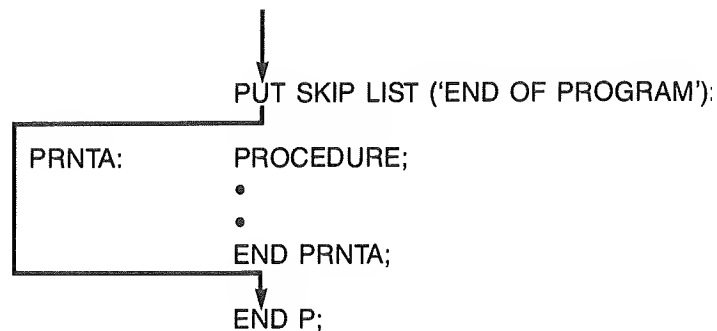 PUT SKIP LIST ('END OF PROGRAM'):
PRNTA: PROCEDURE;
•
•
END PRNTA;
END P;